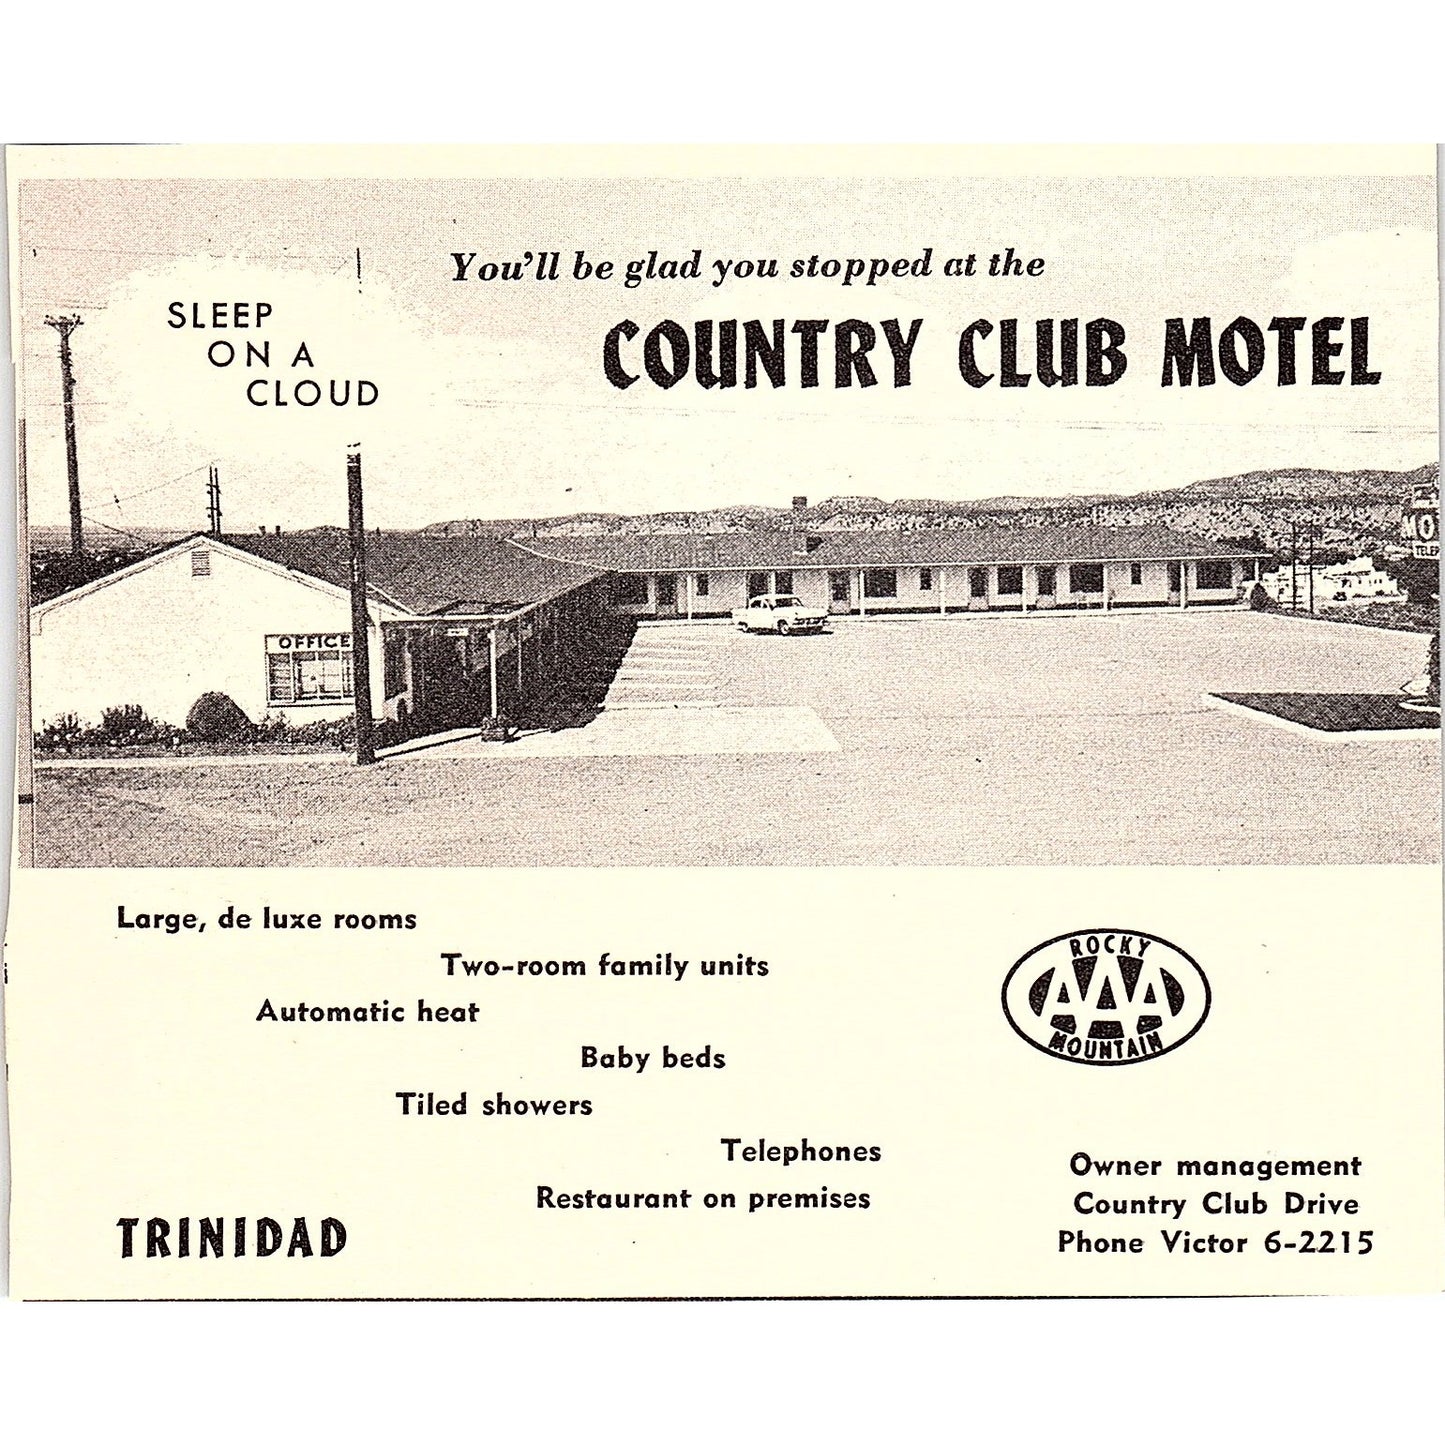 You'll be glad you stopped at the
COUNTRY CLUB MOTEL
SLEEP
ON A
CLOUD
OFFICE
MO
TELEP
Large, de luxe rooms
Two-room family units
Automatic heat
Baby beds
Tiled showers
Telephones
Restaurant on premises
TRINIDAD
ROCKY
AAA
MOUNTAIN
Owner management
Country Club Drive
Phone Victor 6-2215